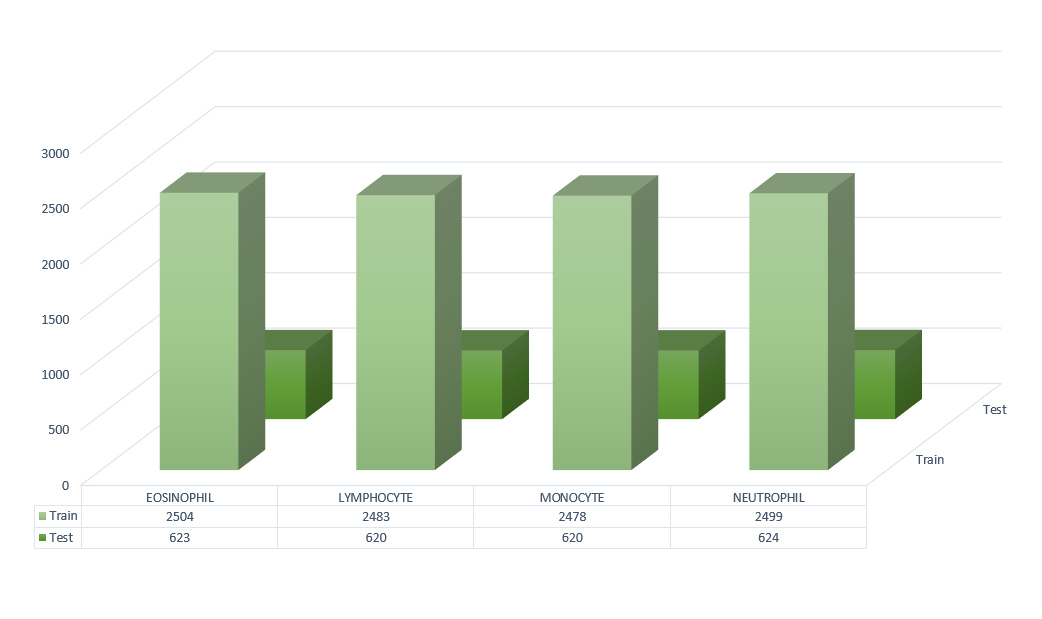 3000
2500
2000
1500
1000
500
0
Test
Train
EOSINOPHIL LYMPHOCYTE MONOCYTE NEUTROPHIL
Train 2504 2483 2478 2499
Test 623 620 620 624